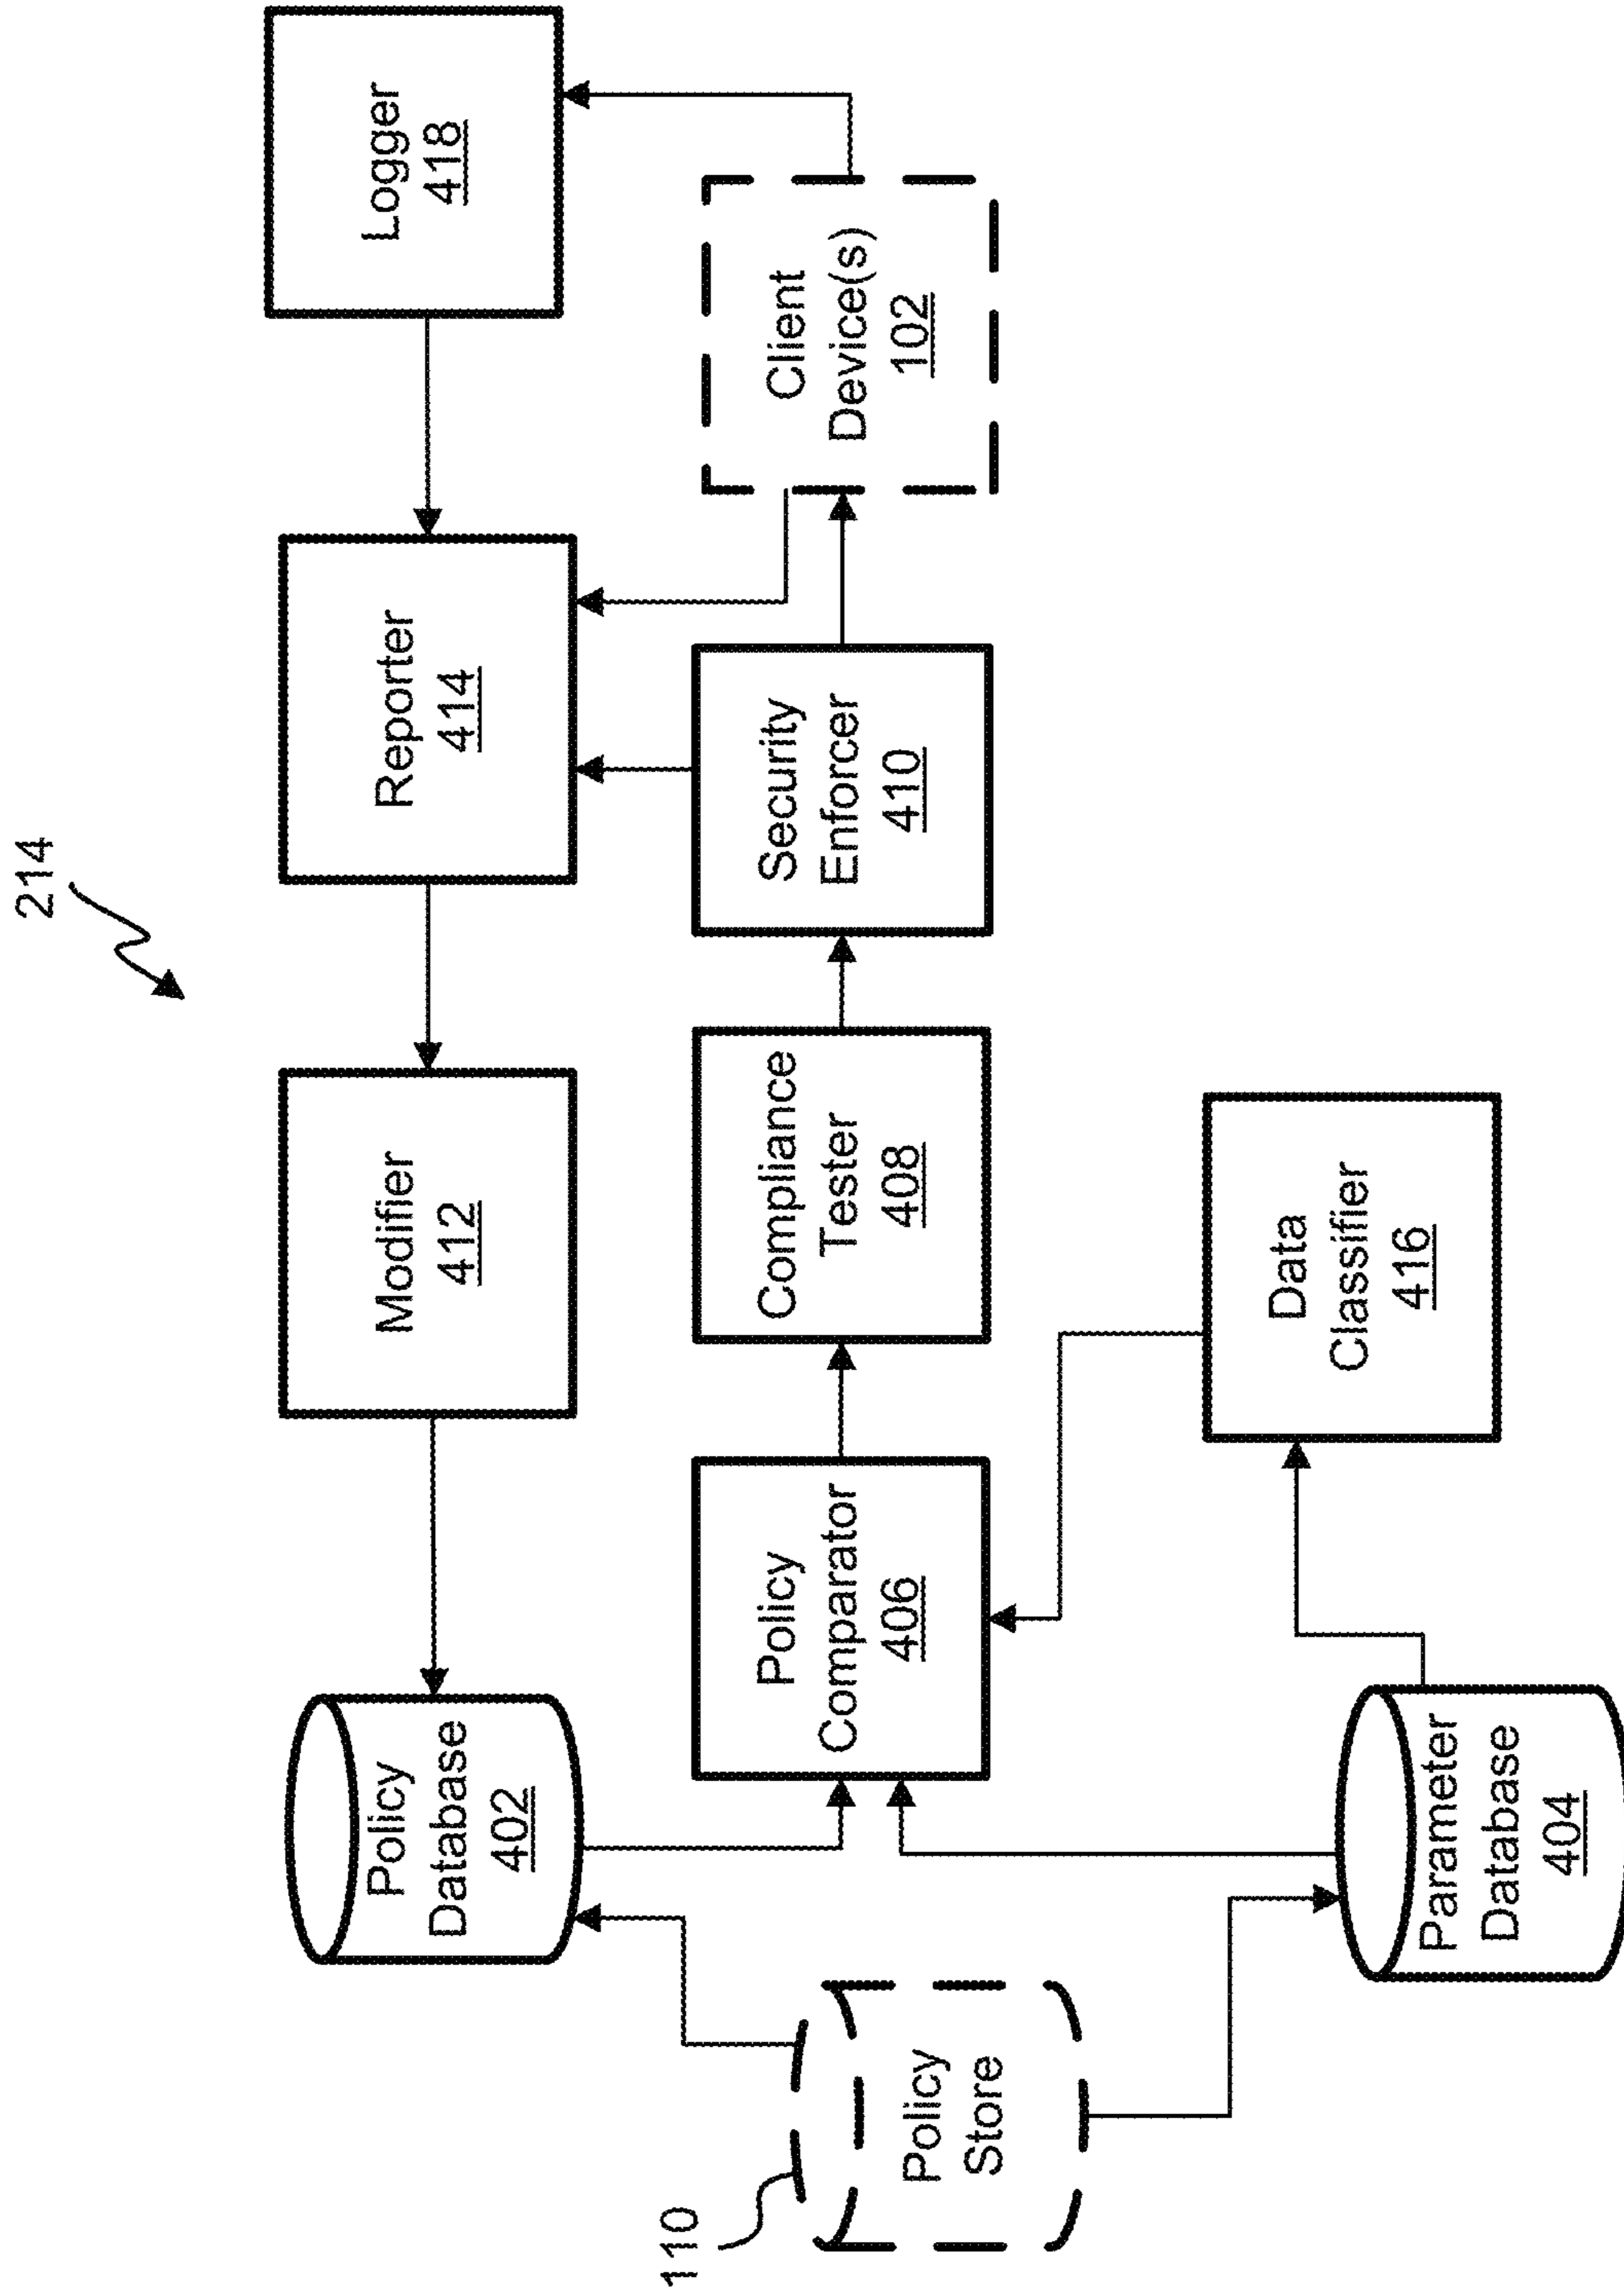 214
Policy
Database
402
Modifier
412
Reporter
414
Logger
418
110
Policy
Store
Policy
Comparator
406
Compliance
Tester
408
Security
Enforcer
410
Client
Device(s)
102
Parameter
Database
404
Data
Classifier
416